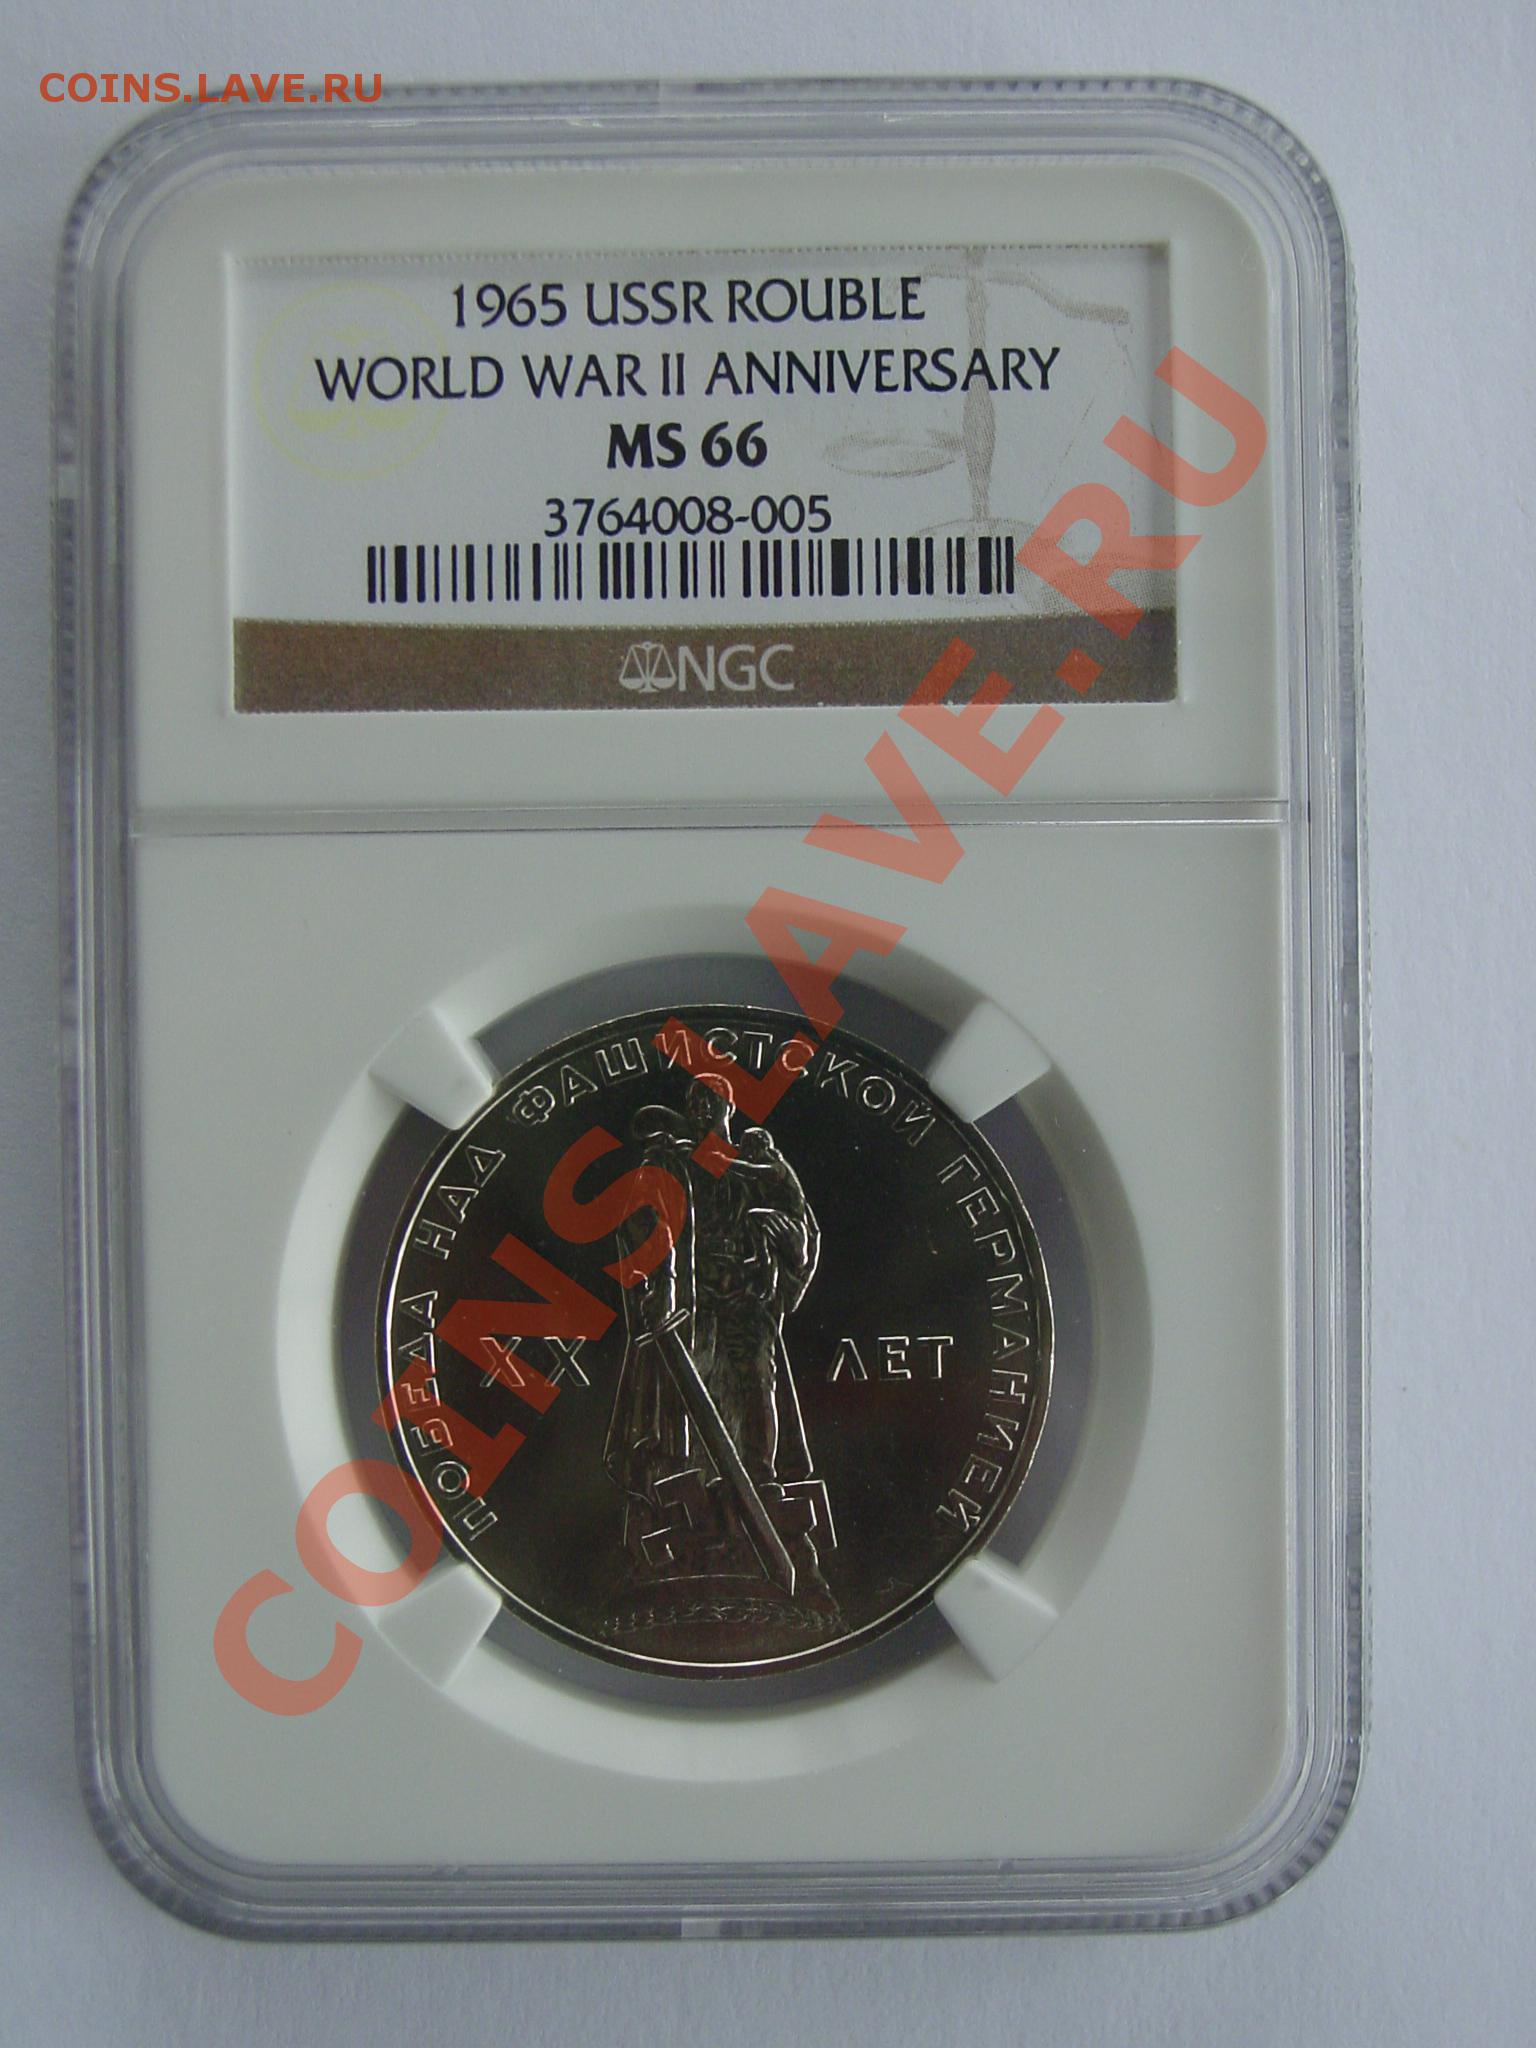 COINS.LAVE.RU
1965 USSR ROUBLE
WORLD WAR II ANNIVERSARY
MS 66
3764008-005
NGC
COINS.LAVE.RU
ПОБЕДА НАД ФАШИСТСКОЙ ГЕРМАНИЕЙ
XX ЛЕТ